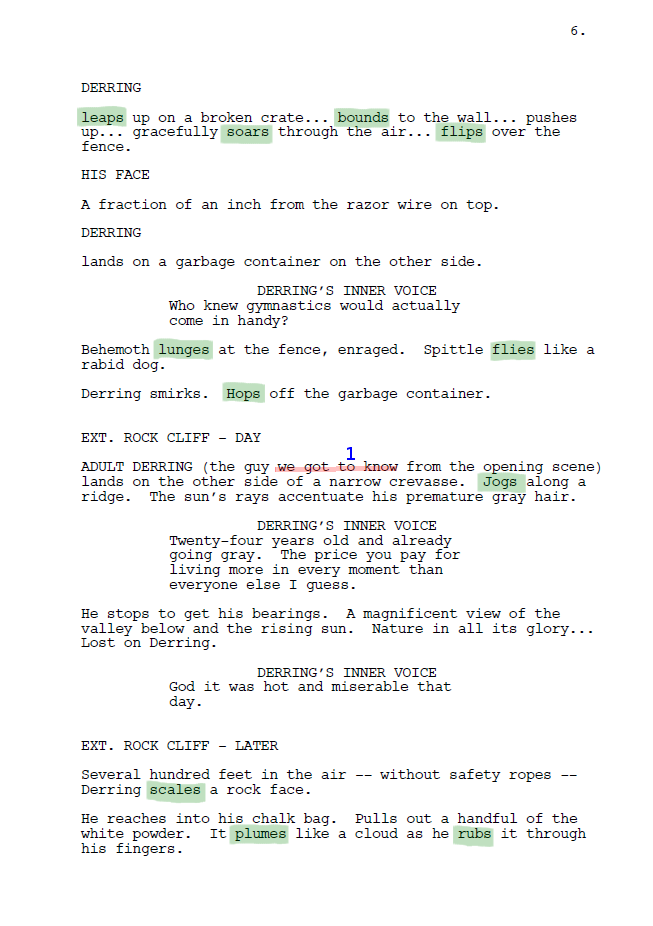 6.
DERRING
leaps up on a broken crate... bounds to the wall... pushes
up... gracefully soars through the air... flips over the
fence.
HIS FACE
A fraction of an inch from the razor wire on top.
DERRING
lands on a garbage container on the other side.
DERRING'S INNER VOICE
Who knew gymnastics would actually
come in handy?
Behemoth lunges at the fence, enraged. Spittle flies like a
rabid dog.
Derring smirks. Hops off the garbage container.
EXT. ROCK CLIFF - DAY
1
ADULT DERRING (the guy we got to know from the opening scene)
lands on the other side of a narrow crevasse. Jogs along a
ridge. The sun's rays accentuate his premature gray hair.
DERRING'S INNER VOICE
Twenty-four years old and already
going gray. The price you pay for
living more in every moment than
everyone else I guess.
He stops to get his bearings. A magnificent view of the
valley below and the rising sun. Nature in all its glory...
Lost on Derring.
DERRING'S INNER VOICE
God it was hot and miserable that
day.
EXT. ROCK CLIFF - LATER
Several hundred feet in the air -- without safety ropes --
Derring scales a rock face.
He reaches into his chalk bag. Pulls out a handful of the
white powder. It plumes like a cloud as he rubs it through
his fingers.